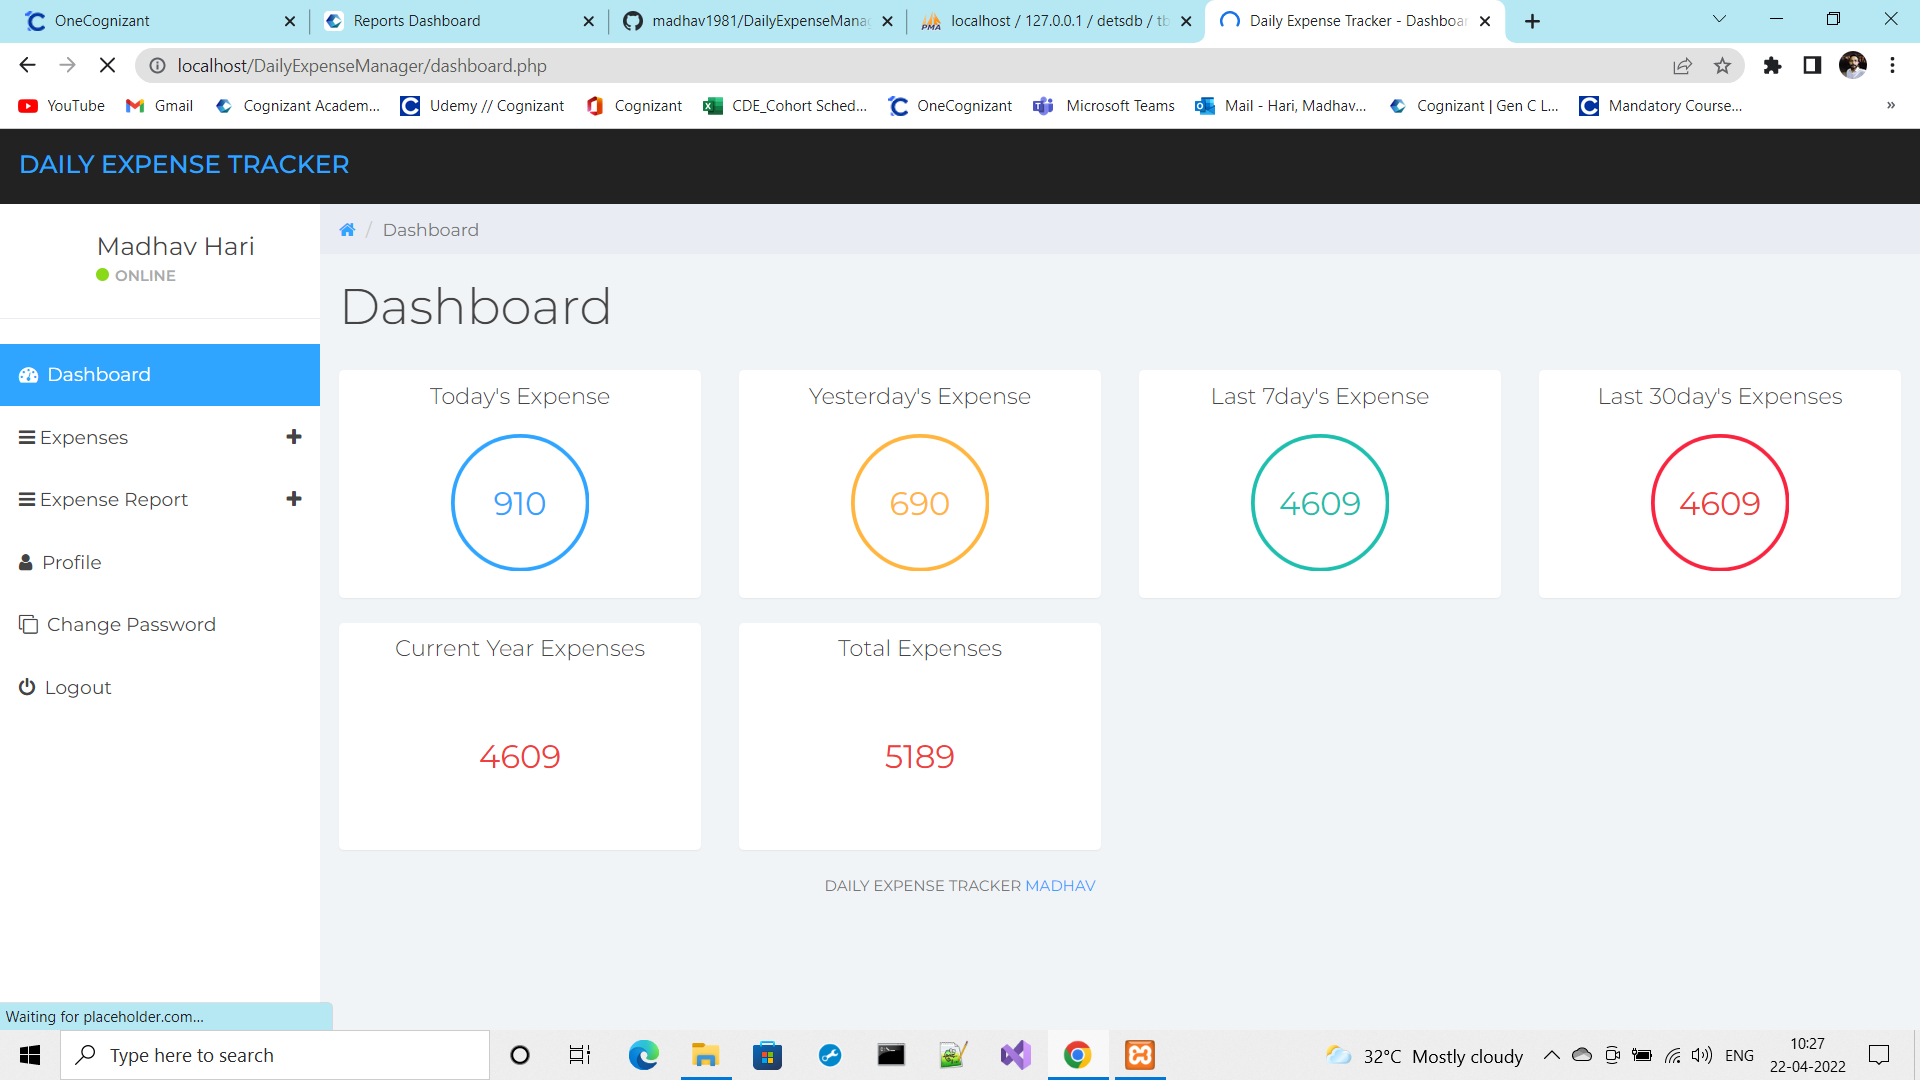 OneCognizant
Reports Dashboard
madhav1981/DailyExpenseMana
localhost / 127.0.0.1 / detsdb / tb
Daily Expense Tracker - Dashboar
localhost/DailyExpenseManager/dashboard.php
YouTube
Gmail
Cognizant Academ...
Udemy // Cognizant
Cognizant
CDE_Cohort Sched...
OneCognizant
Microsoft Teams
Mail - Hari, Madhav...
Cognizant | Gen C L...
Mandatory Course...
»
DAILY EXPENSE TRACKER
Madhav Hari
ONLINE
Dashboard
Expenses
Expense Report
Profile
Change Password
Logout
/ Dashboard
Dashboard
Today's Expense
910
Yesterday's Expense
690
Last 7day's Expense
4609
Last 30day's Expenses
4609
Current Year Expenses
4609
Total Expenses
5189
DAILY EXPENSE TRACKER MADHAV
Waiting for placeholder.com...
Type here to search
32°C Mostly cloudy
ENG
10:27
22-04-2022